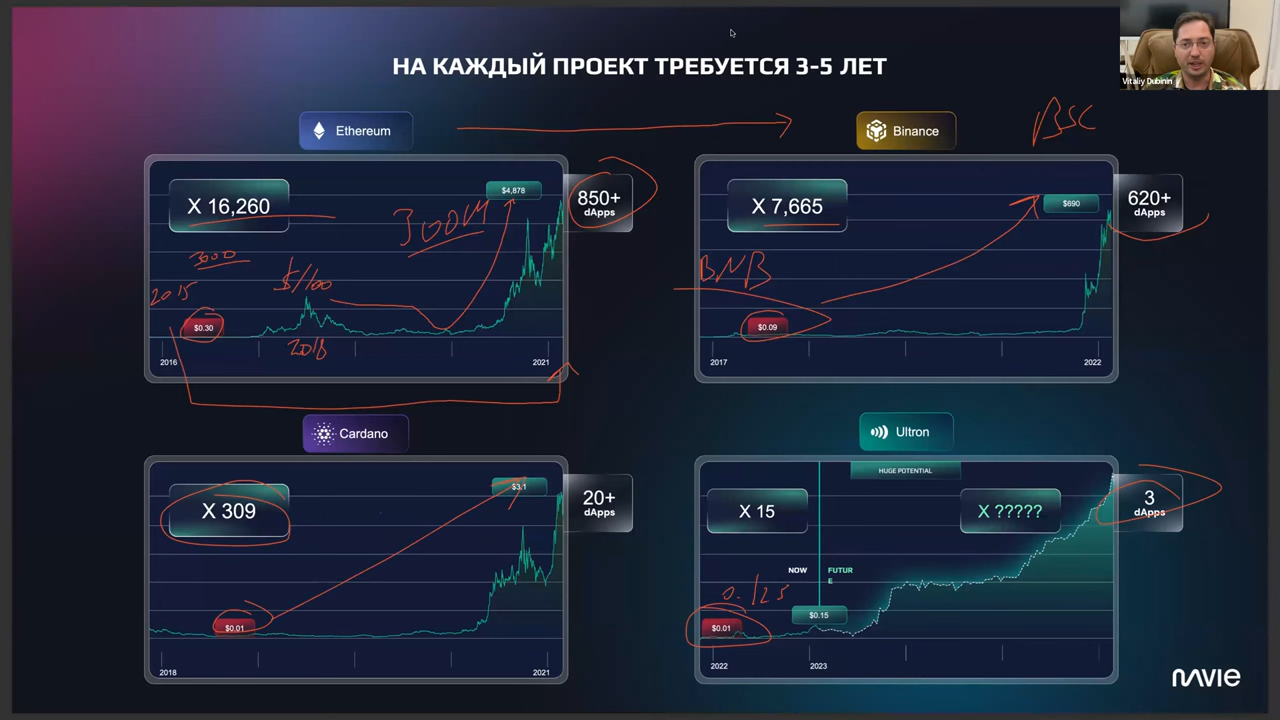 НА КАЖДЫЙ ПРОЕКТ ТРЕБУЕТСЯ 3-5 ЛЕТ
Vitaliy Dubinin
Ethereum
Binance
BSC
X 16,260
$4,878
850+
dApps
300M
3000
2015
$1100
$0.30
2018
2016
2021
X 7,665
$690
620+
dApps
BNB
$0.09
2017
2022
Cardano
Ultron
X 309
$3.1
20+
dApps
$0.01
2018
2021
HUGE POTENTIAL
X 15
X ?????
3
dApps
NOW
FUTUR
E
0.125
$0.01
$0.15
2022
2023
mavie